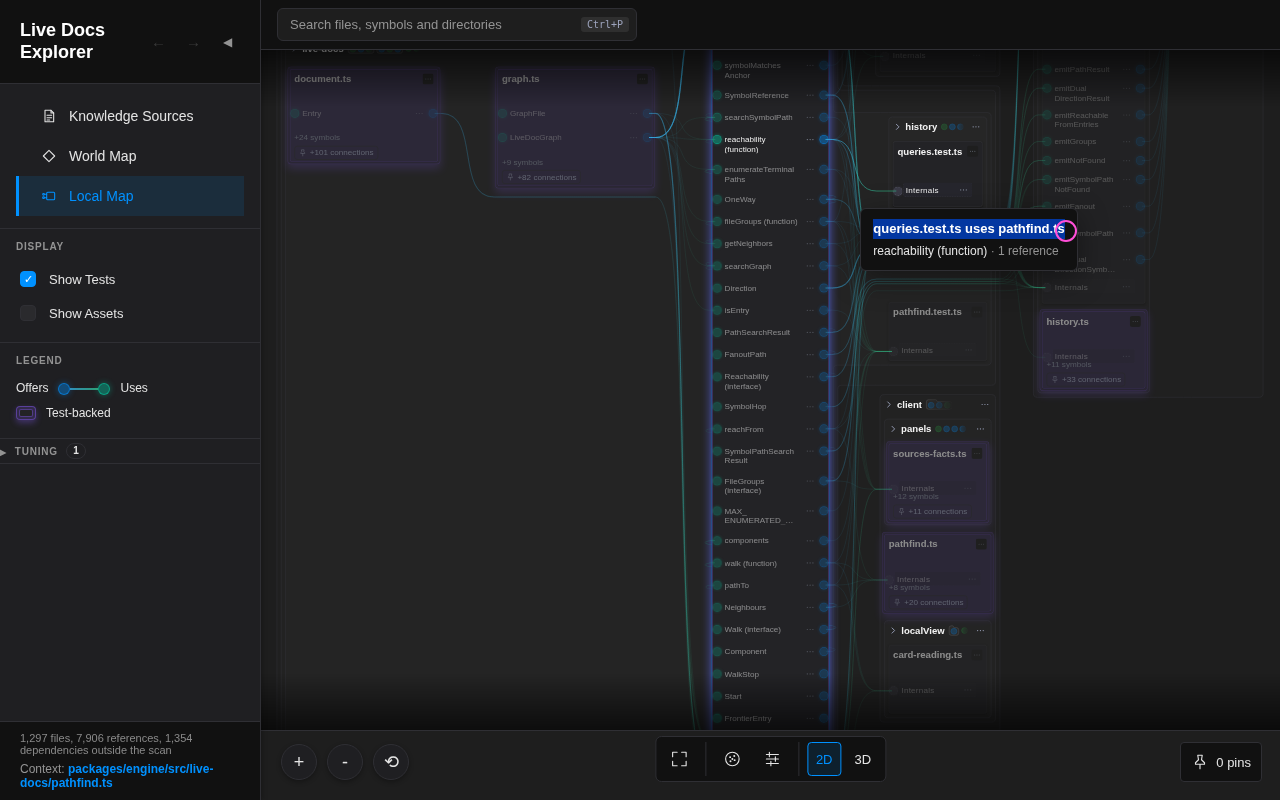 Live Docs
Explorer
Search files, symbols and directories
Ctrl+P
Knowledge Sources
World Map
Local Map
DISPLAY
Show Tests
Show Assets
LEGEND
Offers
Uses
Test-backed
TUNING 1
1,297 files, 7,906 references, 1,354
dependencies outside the scan
Context: packages/engine/src/live-
docs/pathfind.ts
document.ts
Entry
+24 symbols
+101 connections
graph.ts
GraphFile
LiveDocGraph
+9 symbols
+82 connections
symbolMatches
Anchor
SymbolReference
searchSymbolPath
reachability
(function)
enumerateTerminal
Paths
OneWay
fileGroups (function)
getNeighbors
searchGraph
Direction
isEntry
PathSearchResult
FanoutPath
Reachability
(interface)
SymbolHop
reachFrom
SymbolPathSearch
Result
FileGroups
(interface)
MAX_
ENUMERATED_...
components
walk (function)
pathTo
Neighbours
Walk (interface)
Component
WalkStop
Start
FrontierEntry
Internals
history
queries.test.ts
Internals
queries.test.ts uses pathfind.ts
reachability (function) · 1 reference
pathfind.test.ts
Internals
client
panels
sources-facts.ts
Internals
+12 symbols
+11 connections
pathfind.ts
Internals
+8 symbols
+20 connections
localView
card-reading.ts
Internals
emitPathResult
emitDual
DirectionResult
emitReachable
FromEntries
emitGroups
emitNotFound
emitSymbolPath
NotFound
emitFanout
Internals
history.ts
Internals
+11 symbols
+33 connections
+
-
2D
3D
0 pins